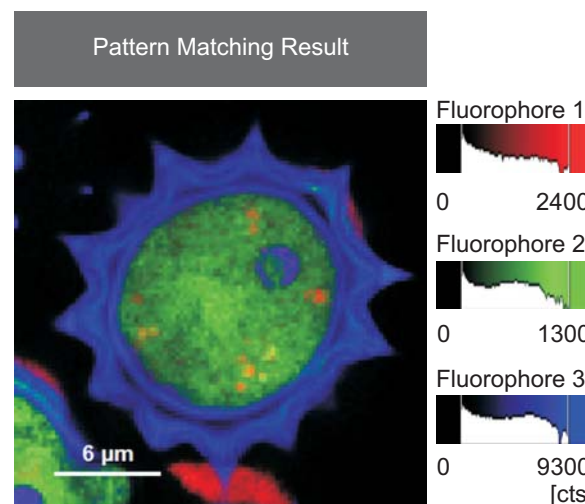 Pattern Matching Result
Fluorophore 1
0 2400
Fluorophore 2
0 1300
Fluorophore 3
0 9300
[cts
6 µm